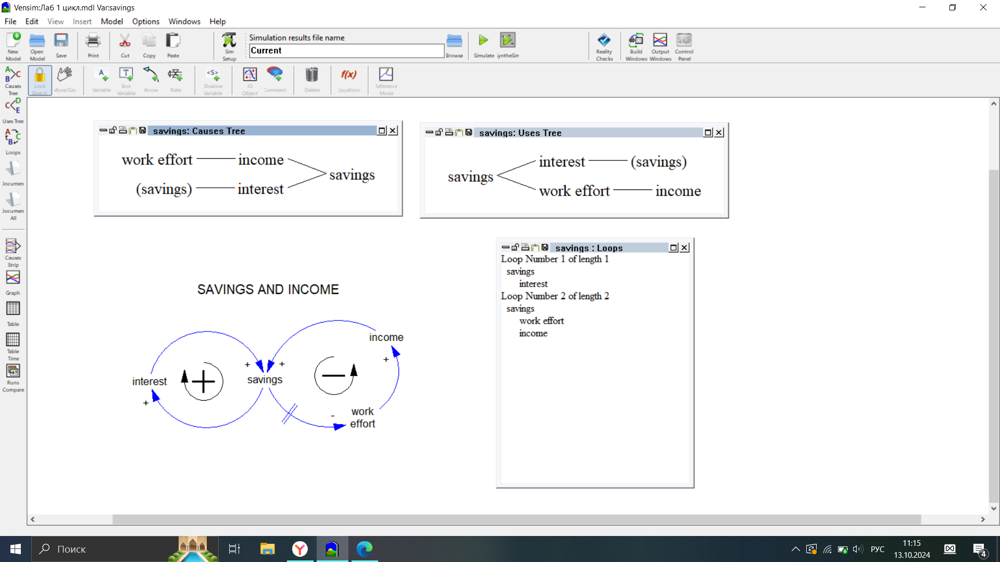 Vensim:Лаб 1 цикл.mdl Var:savings
File Edit View Insert Model Options Windows Help
New Model
Open Model
Save
Print
Cut
Copy
Paste
Sim Setup
Simulation results file name
Current
Browse
Simulate
SyntheSim
Reality Checks
Build Windows
Output Windows
Control Panel
Causes Tree
Lock Sketch
Move/Size
Variable
Box Variable
Arrow
Rate
Shadow Variable
IO Object
Comment
Delete
Equations
Reference Mode
Uses Tree
Loops
Documen
Documen All
Causes Strip
Graph
Table
Table Time
Runs Compare
savings: Causes Tree
work effort income
savings
(savings) interest
savings: Uses Tree
interest (savings)
savings
work effort income
SAVINGS AND INCOME
income
interest
savings
work effort
savings : Loops
Loop Number 1 of length 1
savings
interest
Loop Number 2 of length 2
savings
work effort
income
Поиск
РУС
11:15
13.10.2024
4